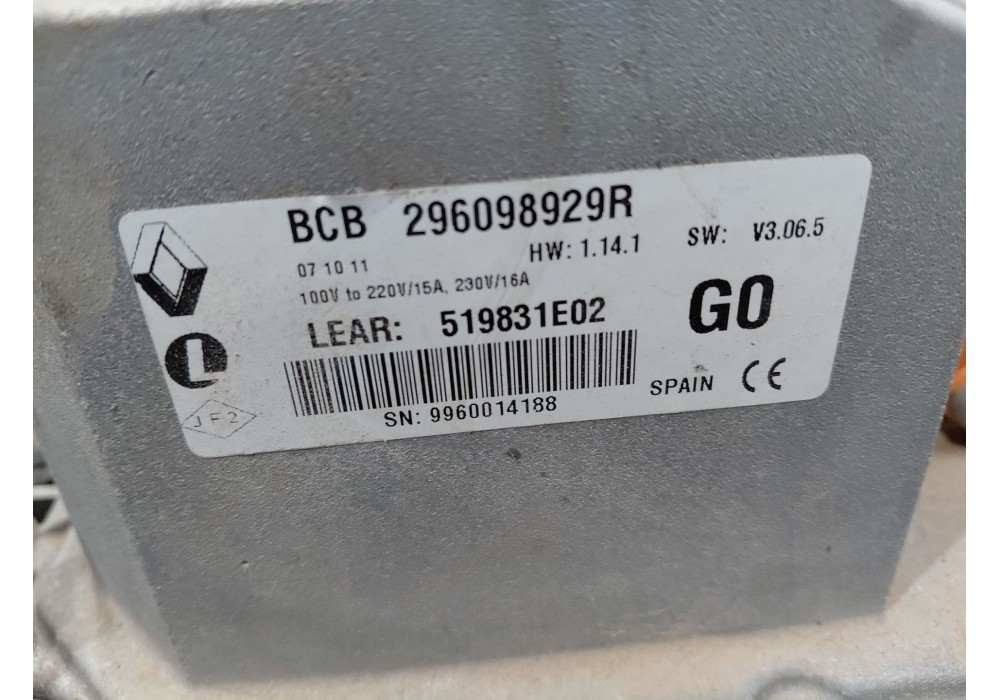 BCB 296098929R
HW: 1.14.1 SW: V3.06.5
07 10 11
100V to 220V/15A, 230V/16A
LEAR: 519831E02 G0
SN: 9960014188 SPAIN CE
L
J F 2